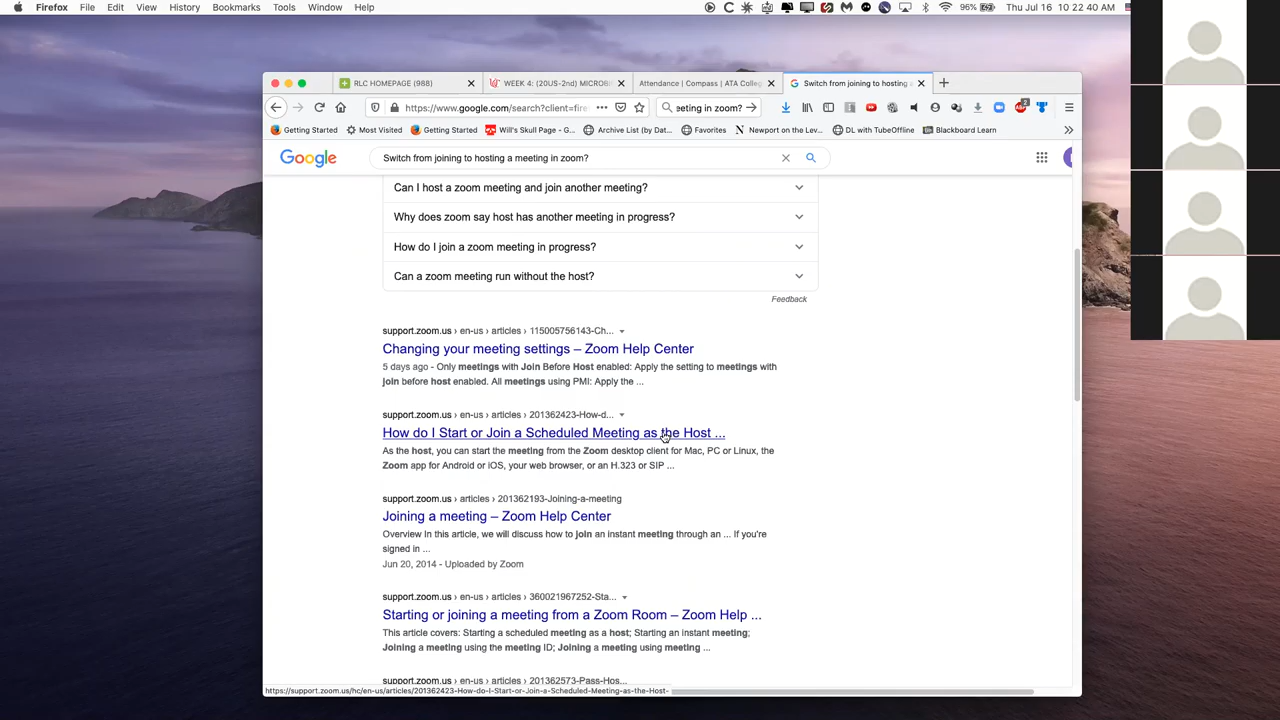 Firefox File Edit View History Bookmarks Tools Window Help 96% Thu Jul 16 10:22:40 AM
RLC HOMEPAGE (988) WEEK 4: (20US-2nd) MICROBI Attendance | Compass | ATA Colleg Switch from joining to hosting a
https://www.google.com/search?client=fire eeting in zoom? 2
Getting Started Most Visited Getting Started Will's Skull Page - G... Archive List (by Dat... Favorites Newport on the Lev... DL with TubeOffline Blackboard Learn
Google Switch from joining to hosting a meeting in zoom?
Can I host a zoom meeting and join another meeting?
Why does zoom say host has another meeting in progress?
How do I join a zoom meeting in progress?
Can a zoom meeting run without the host?
Feedback
support.zoom.us › en-us › articles › 115005756143-Ch...
Changing your meeting settings – Zoom Help Center
5 days ago - Only meetings with Join Before Host enabled: Apply the setting to meetings with
join before host enabled. All meetings using PMI: Apply the ...
support.zoom.us › en-us › articles › 201362423-How-d...
How do I Start or Join a Scheduled Meeting as the Host ...
As the host, you can start the meeting from the Zoom desktop client for Mac, PC or Linux, the
Zoom app for Android or iOS, your web browser, or an H.323 or SIP ...
support.zoom.us › articles › 201362193-Joining-a-meeting
Joining a meeting – Zoom Help Center
Overview In this article, we will discuss how to join an instant meeting through an ... If you're
signed in ...
Jun 20, 2014 - Uploaded by Zoom
support.zoom.us › en-us › articles › 360021967252-Sta...
Starting or joining a meeting from a Zoom Room – Zoom Help ...
This article covers: Starting a scheduled meeting as a host; Starting an instant meeting;
Joining a meeting using the meeting ID; Joining a meeting using meeting ...
support.zoom.us › en-us › articles › 201362573-Pass-Hos...
https://support.zoom.us/hc/en-us/articles/201362423-How-do-I-Start-or-Join-a-Scheduled-Meeting-as-the-Host-